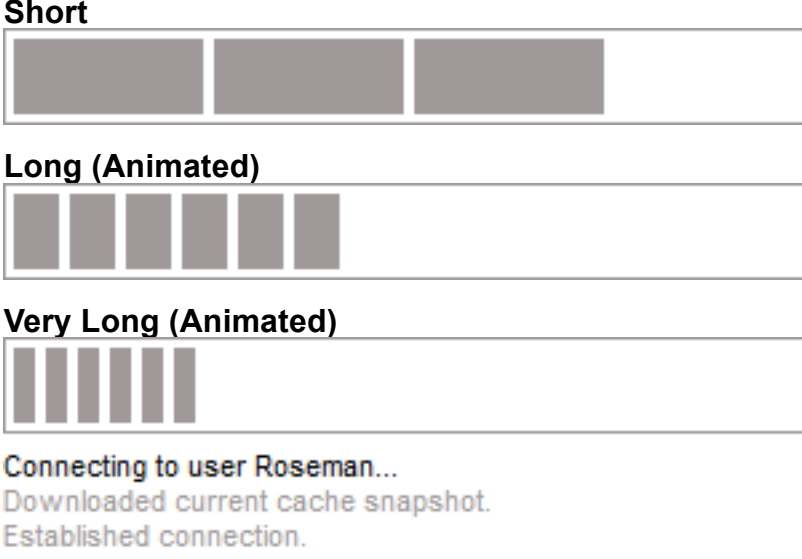 Short
Long (Animated)
Very Long (Animated)
Connecting to user Roseman...
Downloaded current cache snapshot.
Established connection.